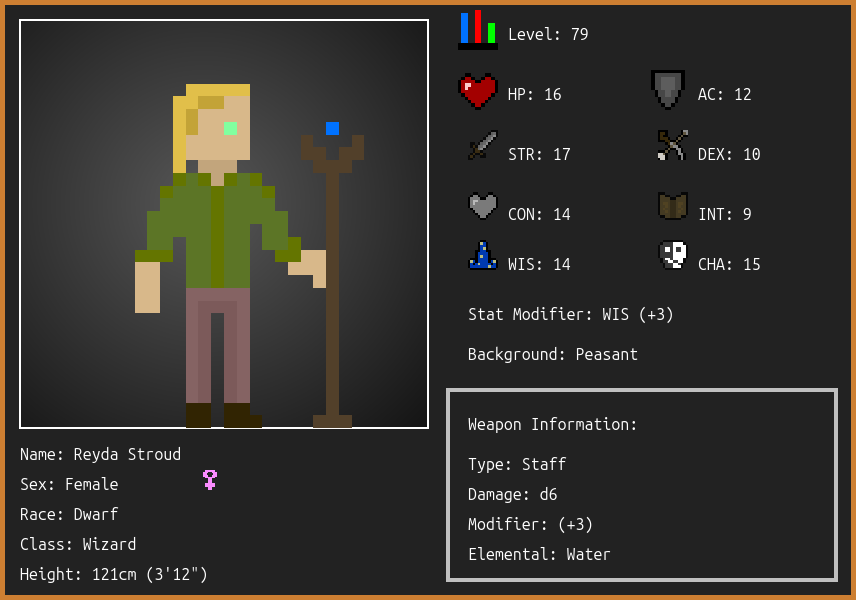 Level: 79
HP: 16
AC: 12
STR: 17
DEX: 10
CON: 14
INT: 9
WIS: 14
CHA: 15
Stat Modifier: WIS (+3)
Background: Peasant
Weapon Information:
Type: Staff
Damage: d6
Modifier: (+3)
Elemental: Water
Name: Reyda Stroud
Sex: Female
Race: Dwarf
Class: Wizard
Height: 121cm (3'12")